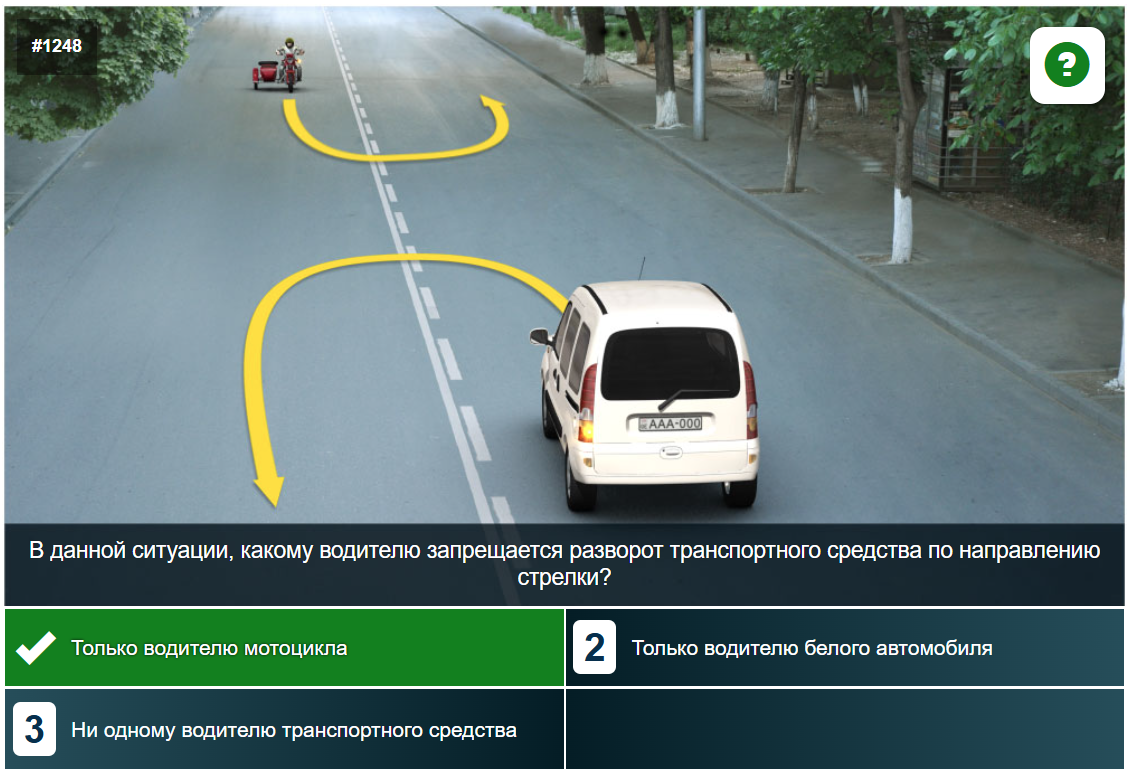 #1248
?
AAA-000
В данной ситуации, какому водителю запрещается разворот транспортного средства по направлению
стрелки?
Только водителю мотоцикла
2 Только водителю белого автомобиля
3 Ни одному водителю транспортного средства